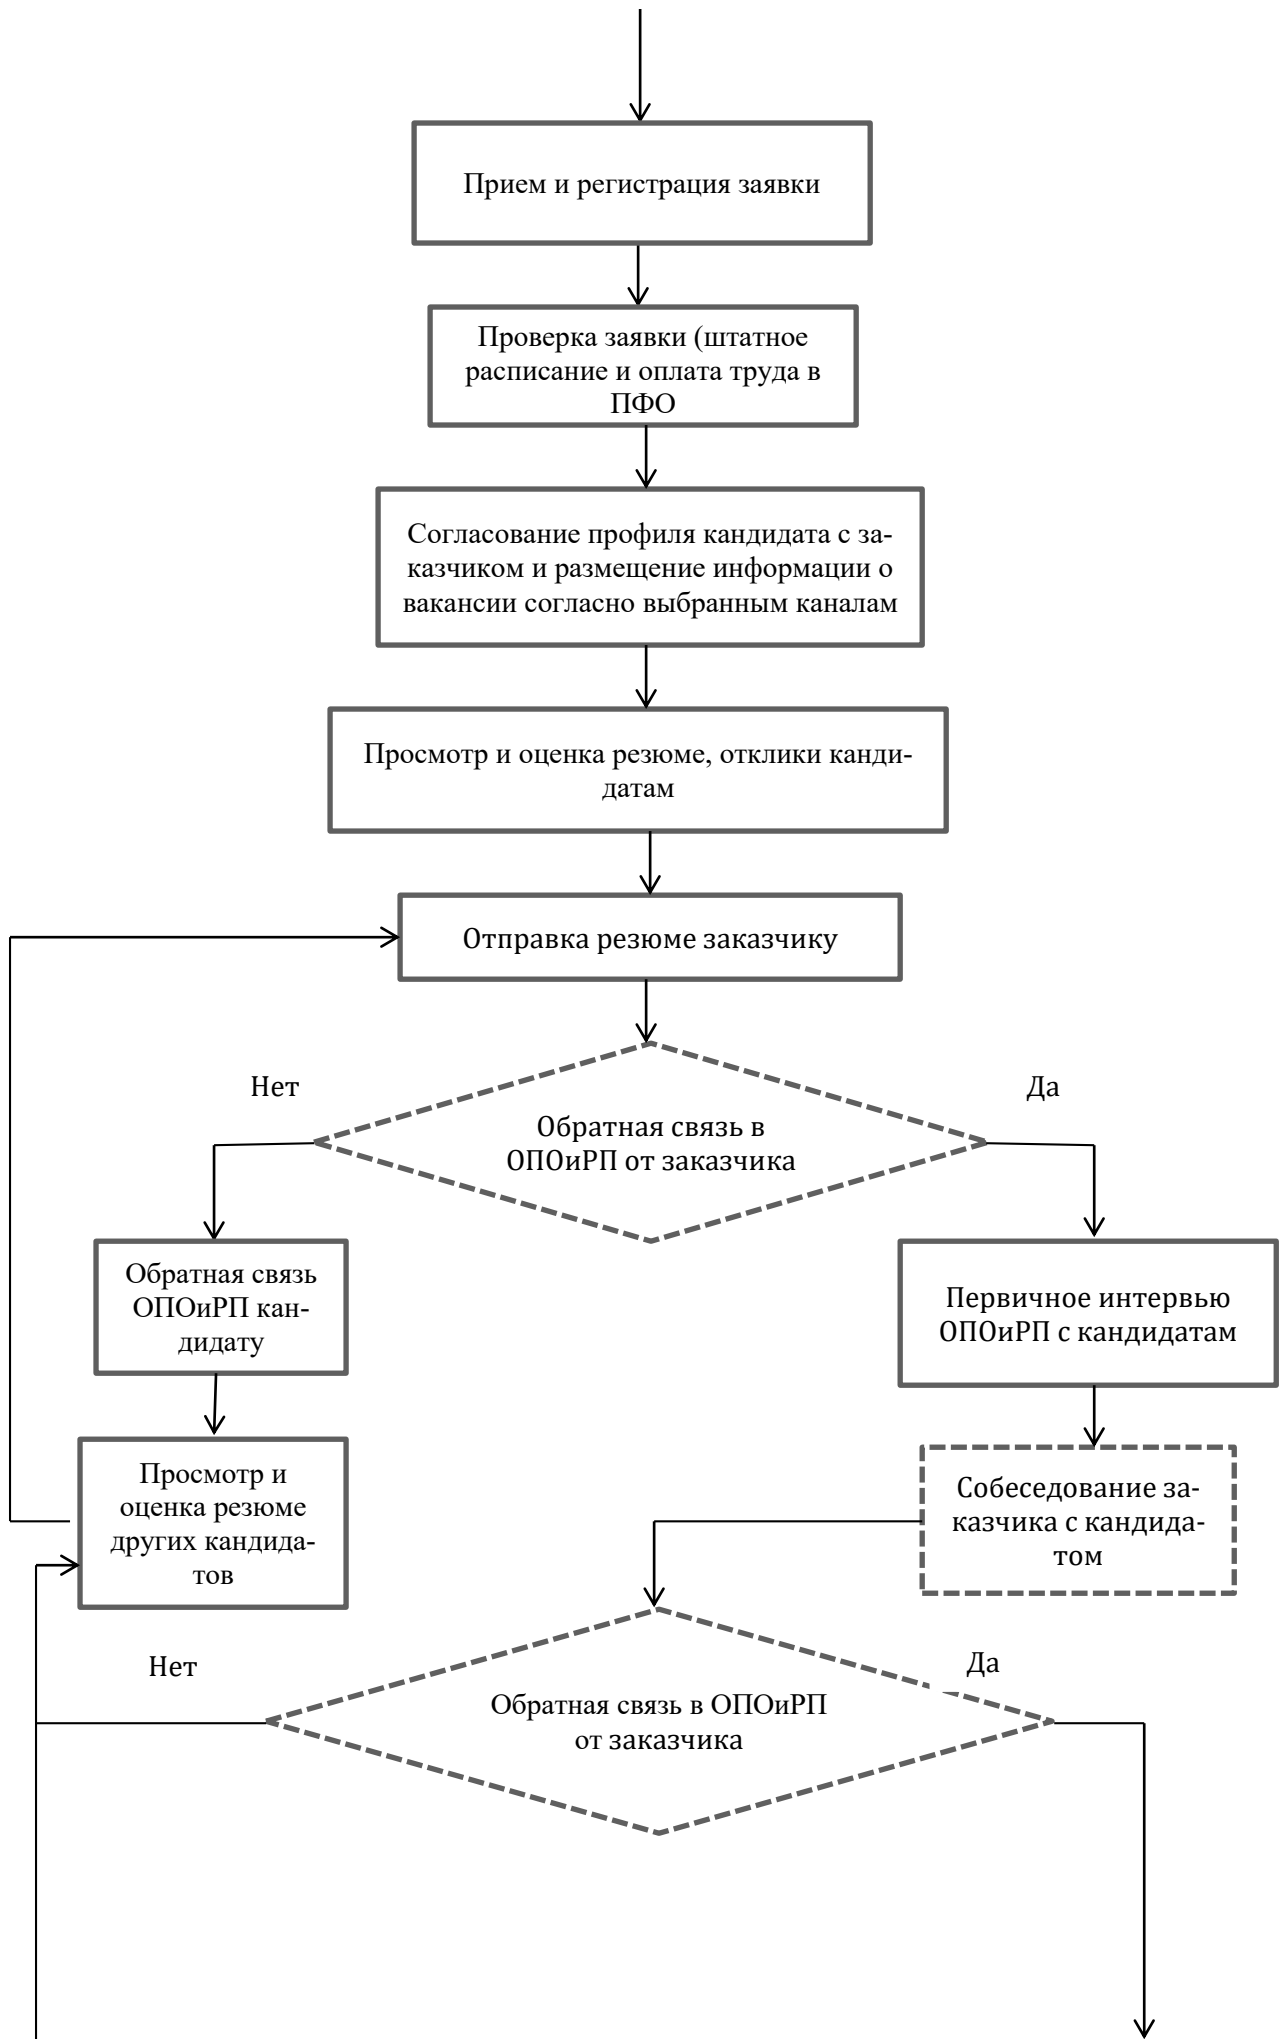 Прием и регистрация заявки
Проверка заявки (штатное
расписание и оплата труда в
ПФО
Согласование профиля кандидата с за-
казчиком и размещение информации о
вакансии согласно выбранным каналам
Просмотр и оценка резюме, отклики канди-
датам
Отправка резюме заказчику
Нет
Да
Обратная связь в
ОПОиРП от заказчика
Обратная связь
ОПОиРП кан-
дидату
Первичное интервью
ОПОиРП с кандидатам
Просмотр и
оценка резюме
других кандида-
тов
Собеседование за-
казчика с кандида-
том
Нет
Да
Обратная связь в ОПОиРП
от заказчика